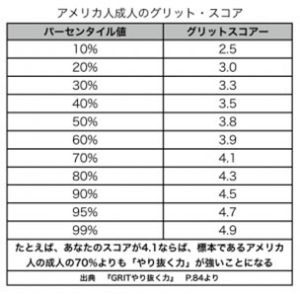 アメリカ人成人のグリット・スコア
パーセンタイル値 グリットスコアー
10% 2.5
20% 3.0
30% 3.3
40% 3.5
50% 3.8
60% 3.9
70% 4.1
80% 4.3
90% 4.5
95% 4.7
99% 4.9
たとえば、あなたのスコアが4.1ならば、標本であるアメリカ
人の成人の70%よりも「やり抜く力」が強いことになる
出典 『GRITやり抜く力』 P.84より